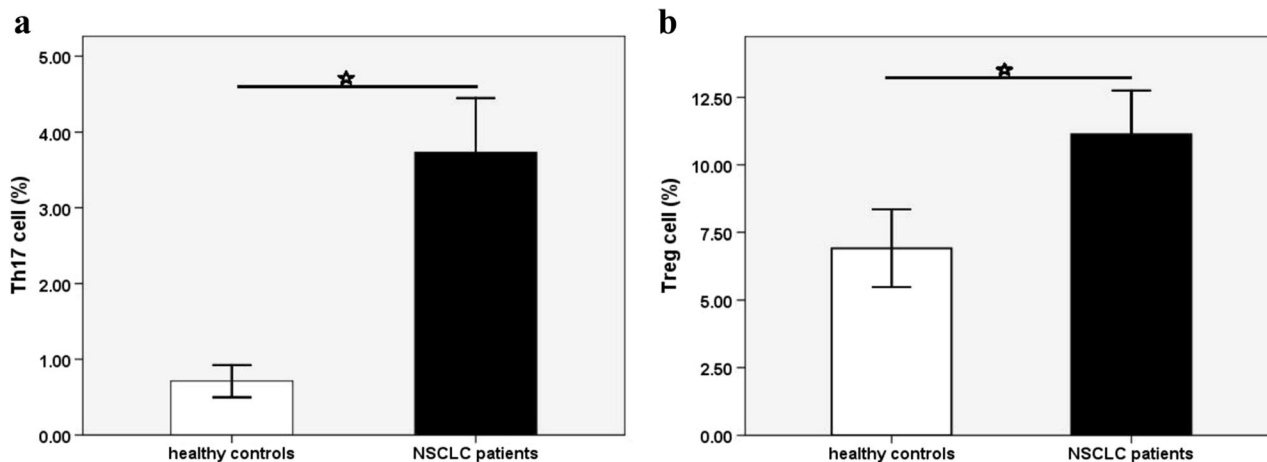 a
5.00
4.00
3.00
2.00
1.00
0.00
Th17 cell (%)
healthy controls
NSCLC patients
b
12.50
10.00
7.50
5.00
2.50
0.00
Treg cell (%)
healthy controls
NSCLC patients